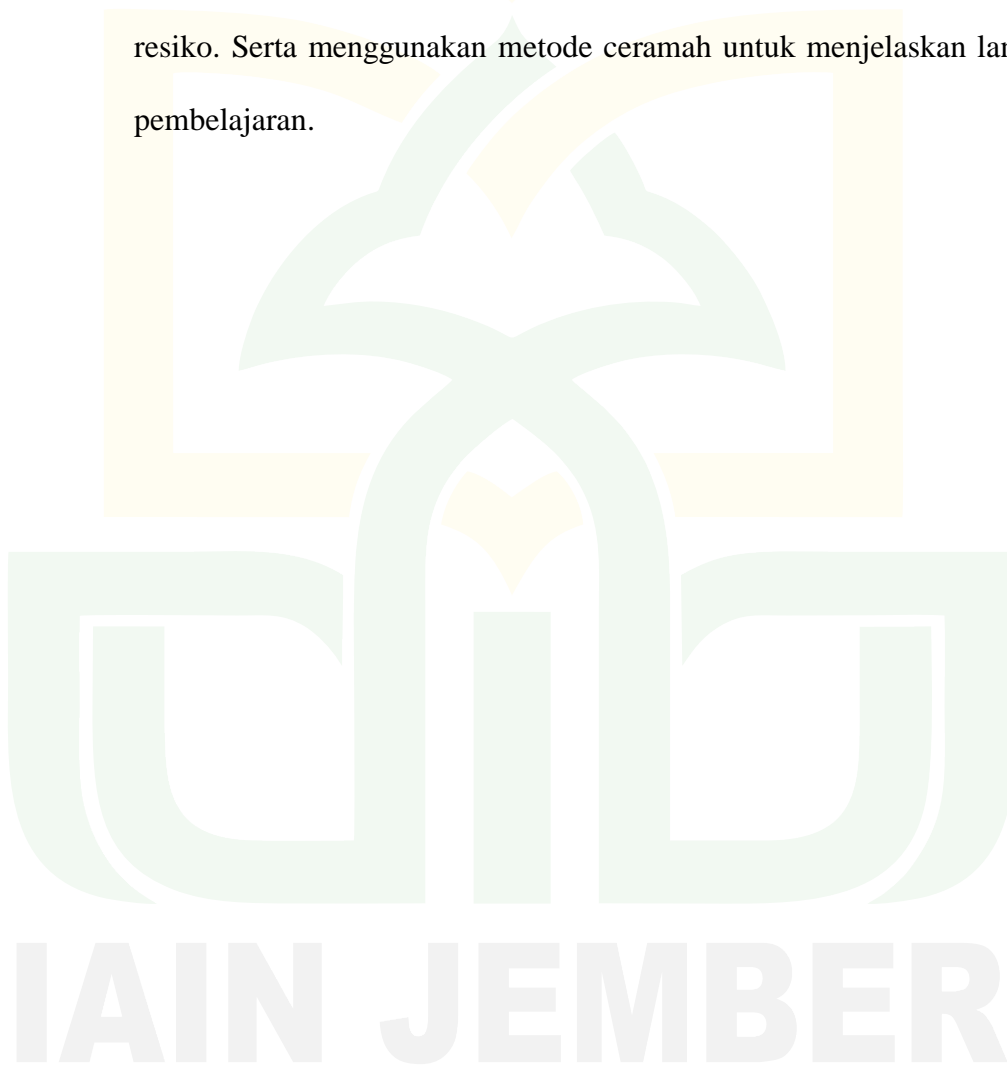 resiko. Serta menggunakan metode ceramah untuk menjelaskan
pembelajaran.
IAIN JEMBER